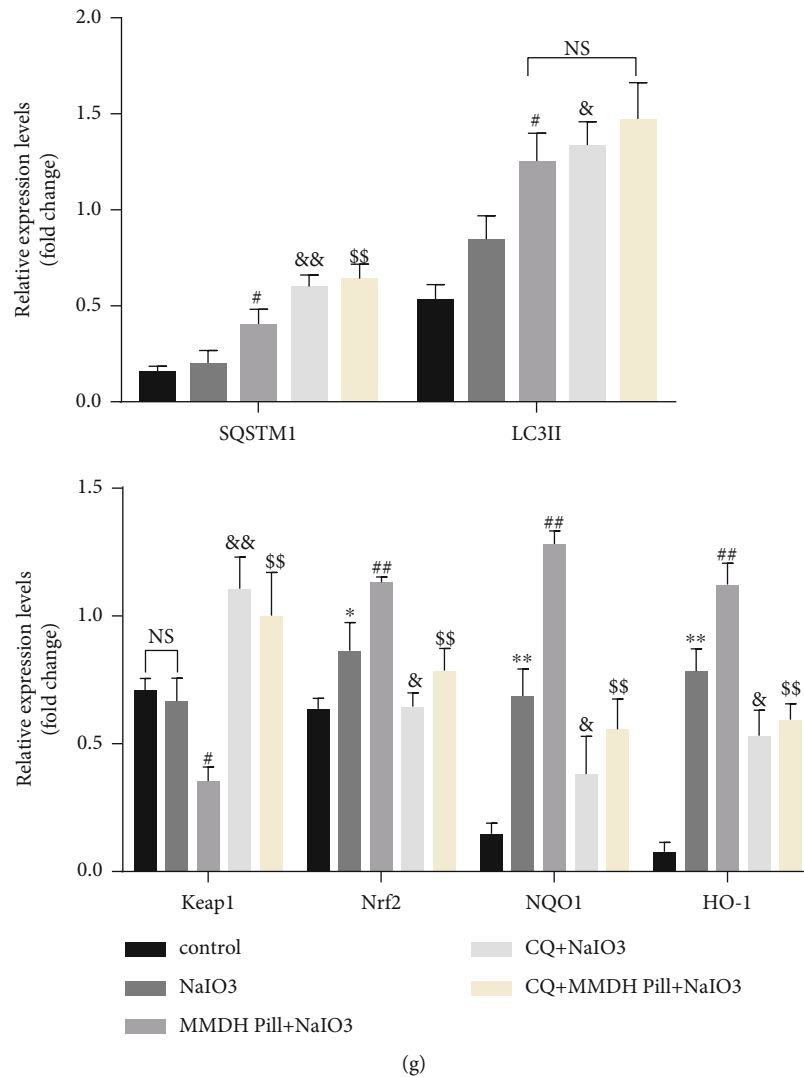 2.0
1.5
1.0
0.5
0.0
Relative expression levels
(fold change)
NS
#
&
#
&&
$$
SQSTM1
LC3II
1.5
1.0
0.5
0.0
Relative expression levels
(fold change)
NS
#
&&
$$
*
##
&
$$
**
##
&
$$
**
##
&
$$
Keap1
Nrf2
NQO1
HO-1
control
NaIO3
MMDH Pill+NaIO3
CQ+NaIO3
CQ+MMDH Pill+NaIO3
(g)